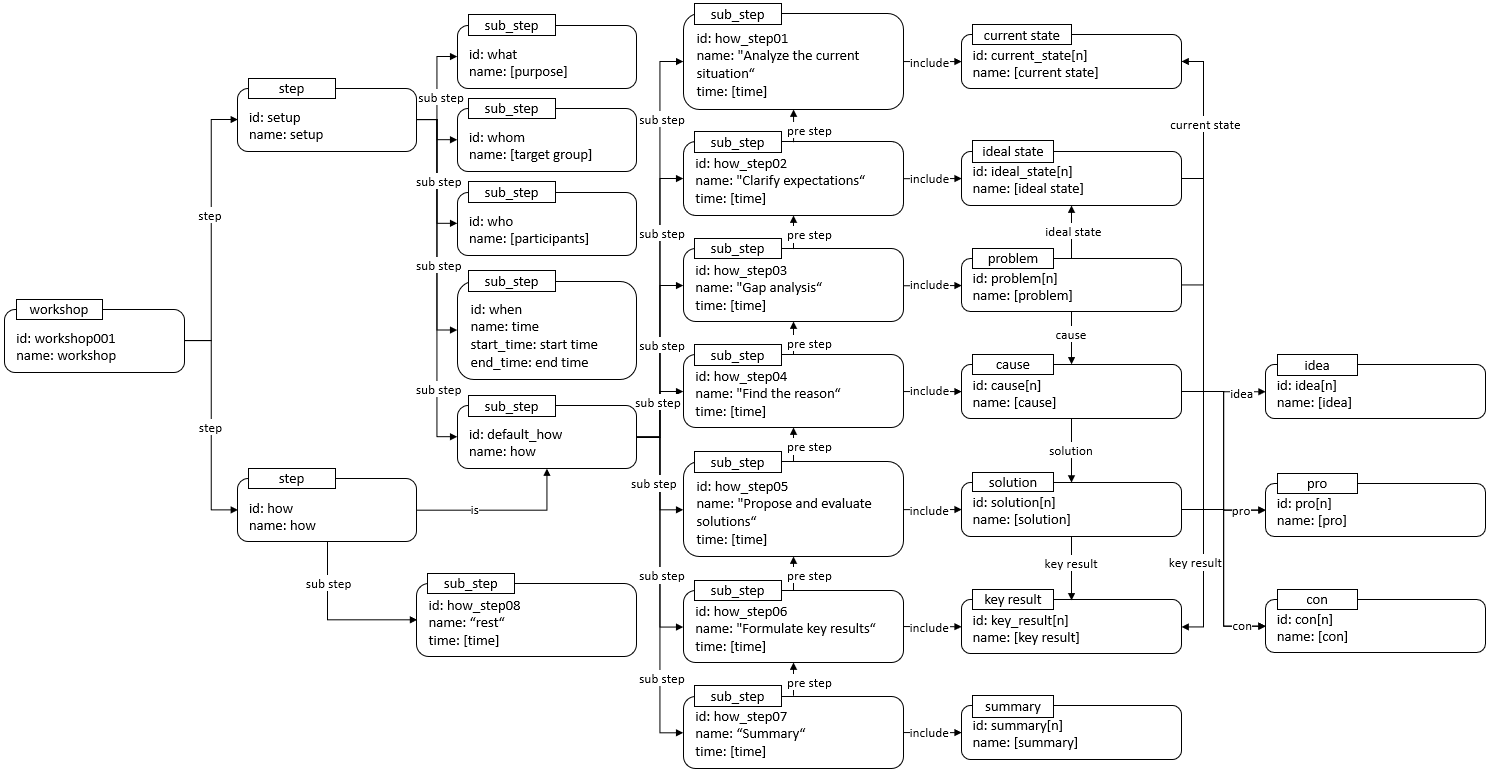 workshop
id: workshop001
name: workshop
step
step
step
id: setup
name: setup
step
id: how
name: how
sub step
is
sub_step
id: how_step08
name: “rest“
time: [time]
sub step
sub step
sub step
sub step
sub_step
id: what
name: [purpose]
sub_step
id: whom
name: [target group]
sub_step
id: who
name: [participants]
sub_step
id: when
name: time
start_time: start time
end_time: end time
sub_step
id: default_how
name: how
sub step
sub step
sub step
sub step
sub step
sub step
sub step
sub_step
id: how_step01
name: "Analyze the current
situation“
time: [time]
pre step
sub_step
id: how_step02
name: "Clarify expectations“
time: [time]
pre step
sub_step
id: how_step03
name: "Gap analysis“
time: [time]
pre step
sub_step
id: how_step04
name: "Find the reason“
time: [time]
pre step
sub_step
id: how_step05
name: "Propose and evaluate
solutions“
time: [time]
pre step
sub_step
id: how_step06
name: "Formulate key results“
time: [time]
pre step
sub_step
id: how_step07
name: “Summary“
time: [time]
include
include
include
include
include
include
include
current state
id: current_state[n]
name: [current state]
current state
ideal state
id: ideal_state[n]
name: [ideal state]
ideal state
problem
id: problem[n]
name: [problem]
cause
cause
id: cause[n]
name: [cause]
solution
solution
id: solution[n]
name: [solution]
key result
key result
key result
id: key_result[n]
name: [key result]
summary
id: summary[n]
name: [summary]
idea
idea
id: idea[n]
name: [idea]
pro
pro
id: pro[n]
name: [pro]
con
con
id: con[n]
name: [con]